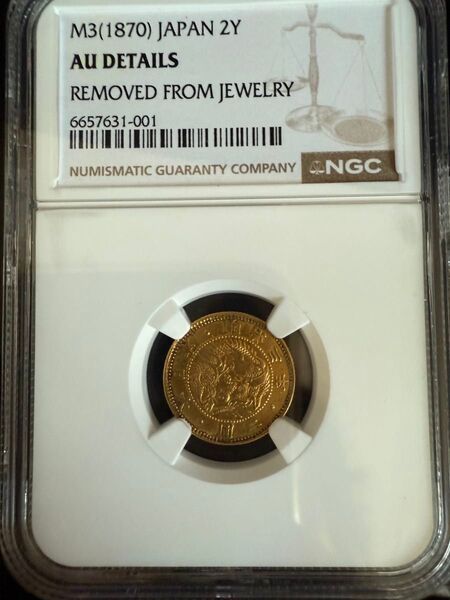 M3(1870) JAPAN 2Y
AU DETAILS
REMOVED FROM JEWELRY
6657631-001
NUMISMATIC GUARANTY COMPANY
NGC